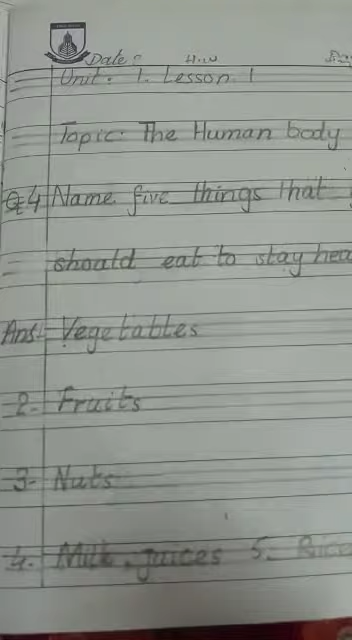 Date: H.W
Unit: 1. Lesson 1
Topic: The Human body
Q4 Name five things that
should eat to stay hea
Ans:- Vegetables
2- Fruits
3- Nuts
4. Milk, juices 5. Rice